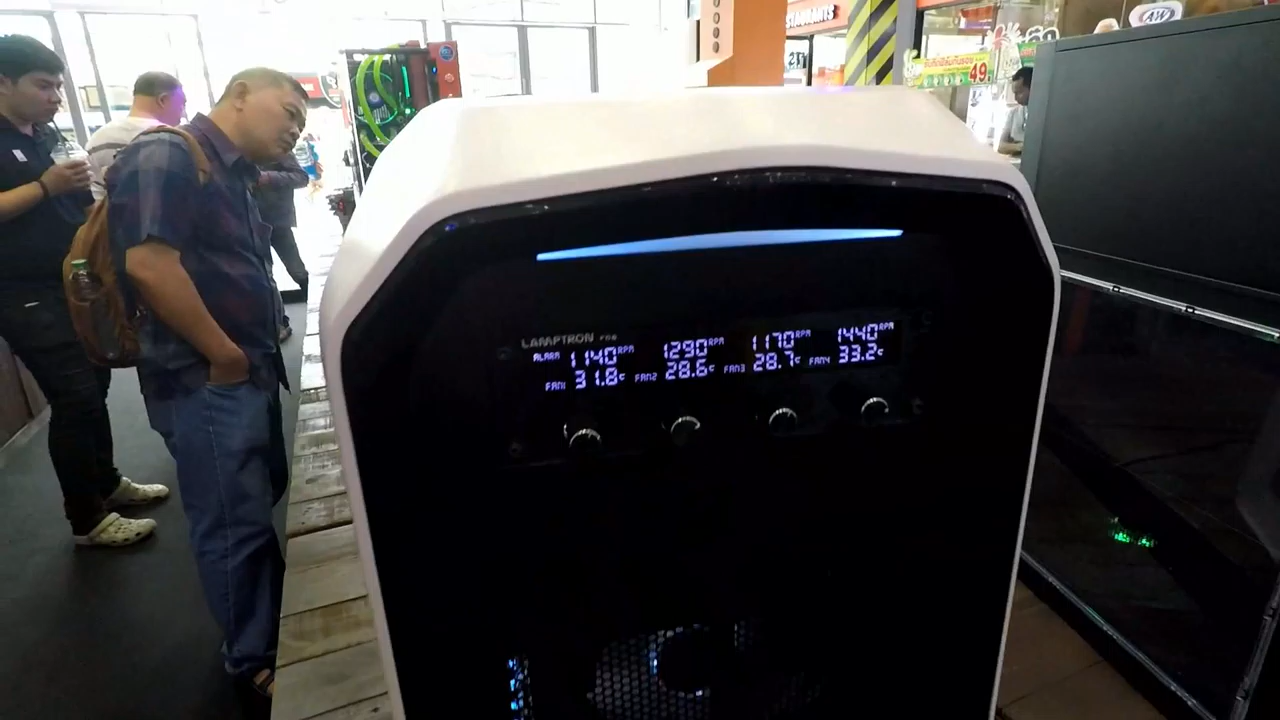 STAURANTS
A&W
49
LAMPTRON
ALARM 1140RPM 1290RPM 1170RPM 1440RPM
FAN1 31.8c FAN2 28.6c FAN3 28.7c FAN4 33.2c